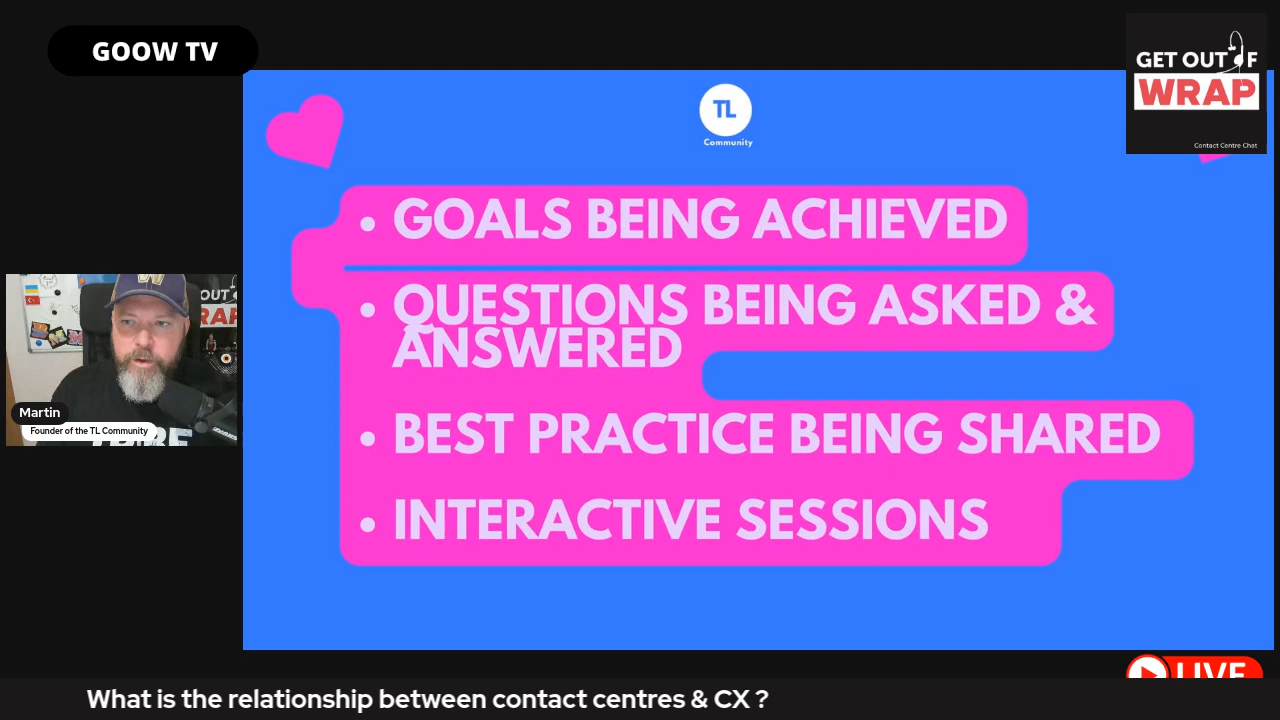 GOOW TV
GET OUT OF
WRAP
Contact Centre Chat
TL
Community
• GOALS BEING ACHIEVED
• QUESTIONS BEING ASKED &
ANSWERED
• BEST PRACTICE BEING SHARED
• INTERACTIVE SESSIONS
Martin
Founder of the TL Community
LIVE
What is the relationship between contact centres & CX ?